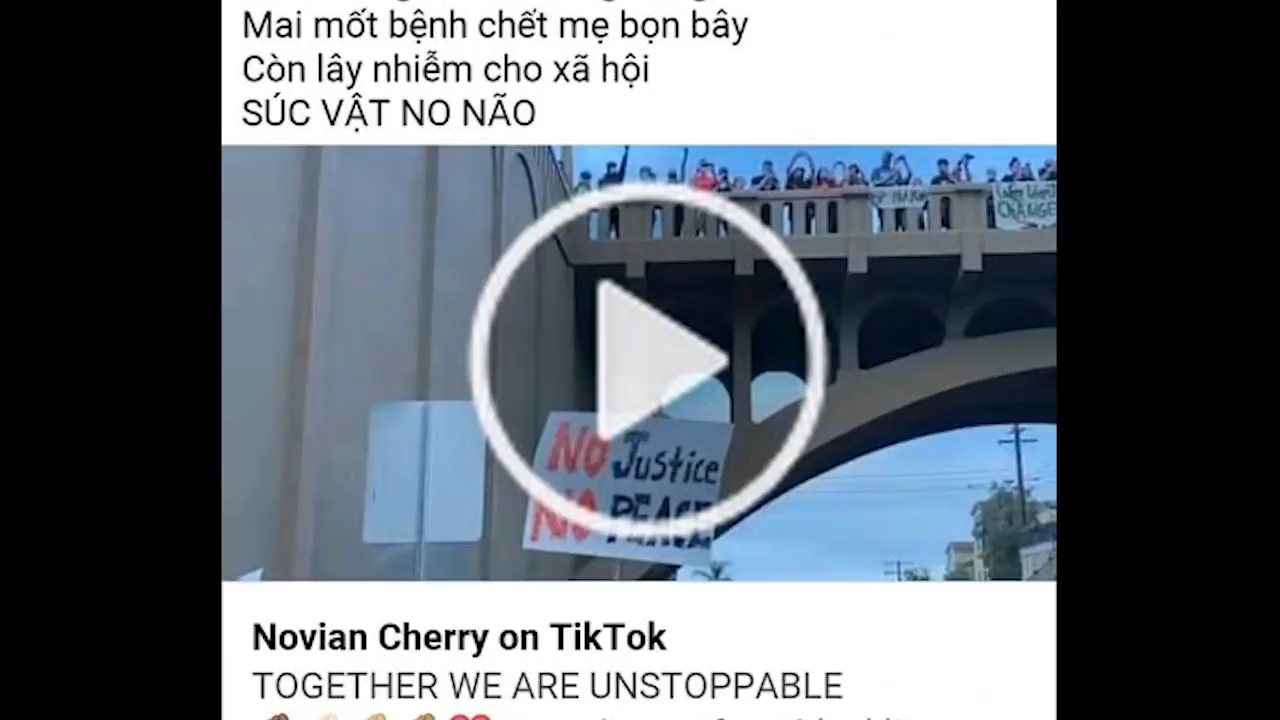 Mai mốt bệnh chết mẹ bọn bây
Còn lây nhiễm cho xã hội
SÚC VẬT NO NÃO
CHANGE
NO Justice
NO PEACE
Novian Cherry on TikTok
TOGETHER WE ARE UNSTOPPABLE